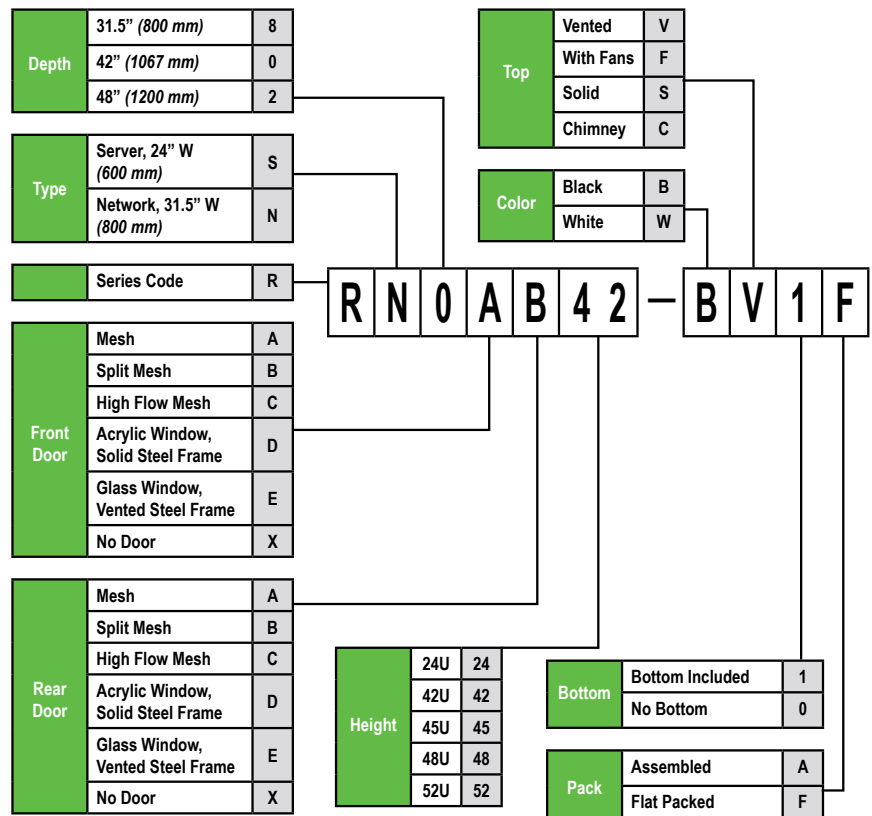 Depth
31.5” (800 mm) 8
42” (1067 mm) 0
48” (1200 mm) 2
Type
Server, 24” W
(600 mm)
S
Network, 31.5” W
(800 mm)
N
Series Code R
Top
Vented V
With Fans F
Solid S
Chimney C
Color
Black B
White W
R N 0 A B 4 2 – B V 1 F
Front
Door
Mesh A
Split Mesh B
High Flow Mesh C
Acrylic Window,
Solid Steel Frame
D
Glass Window,
Vented Steel Frame
E
No Door X
Rear
Door
Mesh A
Split Mesh B
High Flow Mesh C
Acrylic Window,
Solid Steel Frame
D
Glass Window,
Vented Steel Frame
E
No Door X
Height
24U 24
42U 42
45U 45
48U 48
52U 52
Bottom
Bottom Included 1
No Bottom 0
Pack
Assembled A
Flat Packed F